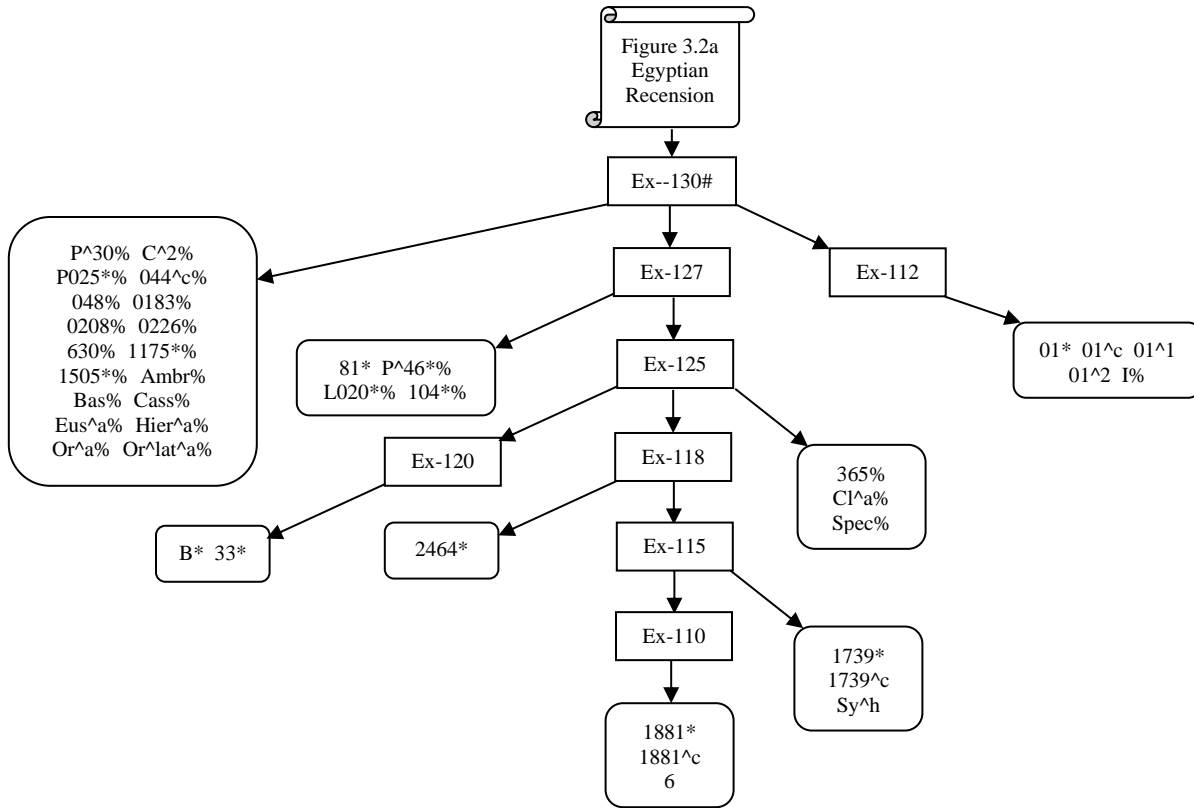 Figure 3.2a
Egyptian
Recension
Ex--130#
P^30% C^2%
P025*% 044^c%
048% 0183%
0208% 0226%
630% 1175*%
1505*% Ambr%
Bas% Cass%
Eus^a% Hier^a%
Or^a% Or^lat^a%
Ex-127
Ex-112
81* P^46*%
L020*% 104*%
Ex-125
01* 01^c 01^1
01^2 I%
Ex-120
Ex-118
365%
Cl^a%
Spec%
B* 33*
2464*
Ex-115
Ex-110
1739*
1739^c
Sy^h
1881*
1881^c
6